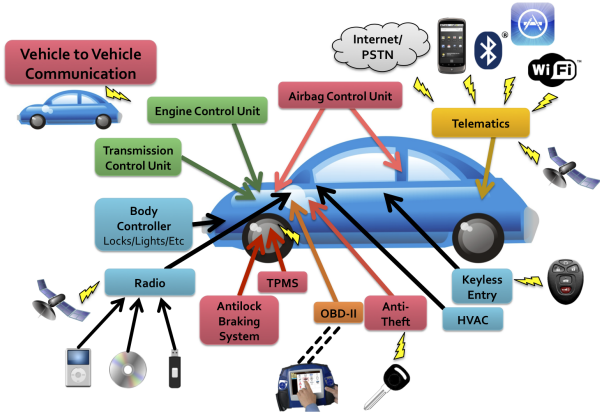 Vehicle to Vehicle
Communication
Internet/
PSTN
®
Wi Fi
Engine Control Unit
Airbag Control Unit
Telematics
Transmission
Control Unit
Body
Controller
Locks/Lights/Etc
Radio
TPMS
Antilock
Braking
System
OBD-II
Anti-
Theft
Keyless
Entry
HVAC